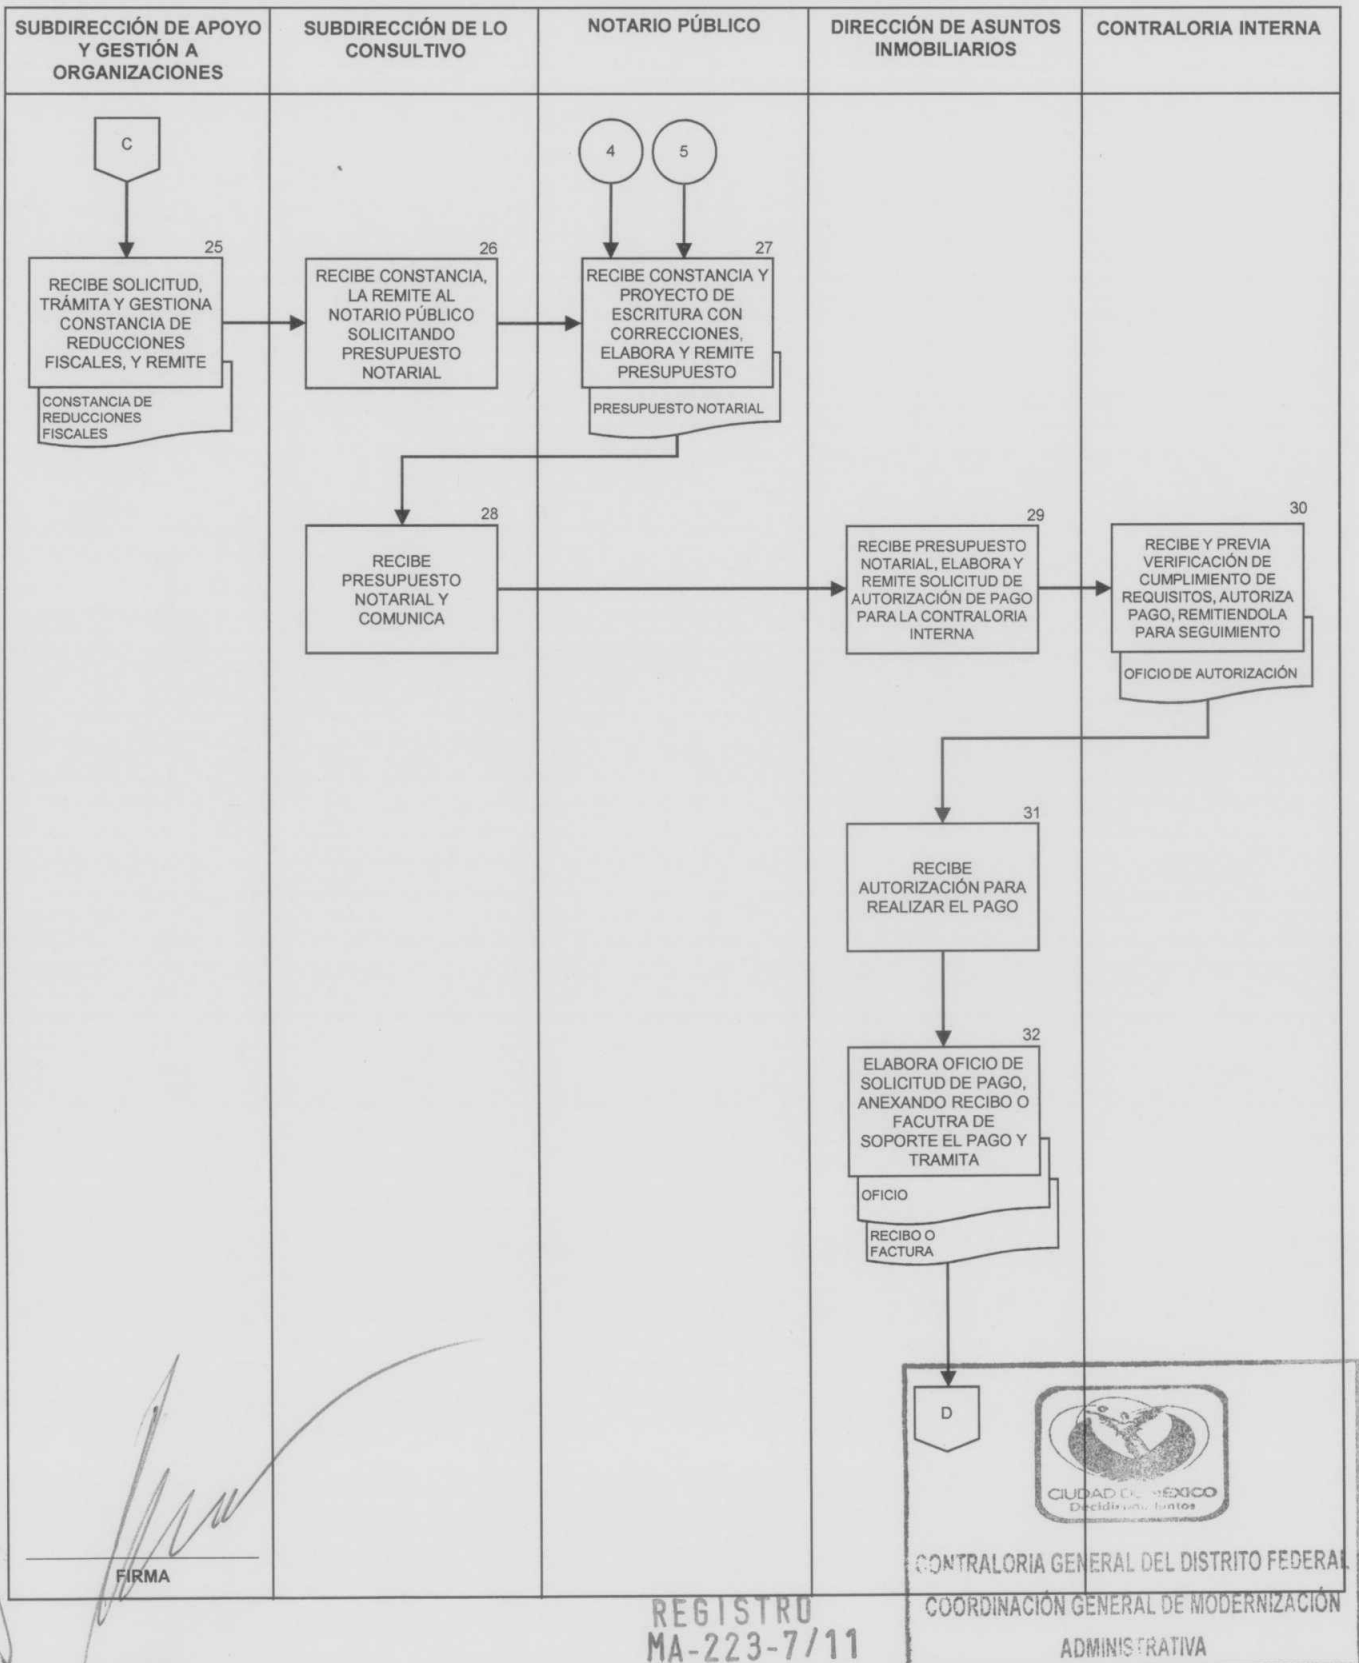 SUBDIRECCIÓN DE APOYO
Y GESTIÓN A
ORGANIZACIONES
SUBDIRECCIÓN DE LO
CONSULTIVO
NOTARIO PÚBLICO
DIRECCIÓN DE ASUNTOS
INMOBILIARIOS
CONTRALORIA INTERNA
C
4
5
25
RECIBE SOLICITUD,
TRÁMITA Y GESTIONA
CONSTANCIA DE
REDUCCIONES
FISCALES, Y REMITE
CONSTANCIA DE
REDUCCIONES
FISCALES
26
RECIBE CONSTANCIA,
LA REMITE AL
NOTARIO PÚBLICO
SOLICITANDO
PRESUPUESTO
NOTARIAL
27
RECIBE CONSTANCIA Y
PROYECTO DE
ESCRITURA CON
CORRECCIONES,
ELABORA Y REMITE
PRESUPUESTO
PRESUPUESTO NOTARIAL
28
RECIBE
PRESUPUESTO
NOTARIAL Y
COMUNICA
29
RECIBE PRESUPUESTO
NOTARIAL, ELABORA Y
REMITE SOLICITUD DE
AUTORIZACIÓN DE PAGO
PARA LA CONTRALORIA
INTERNA
30
RECIBE Y PREVIA
VERIFICACIÓN DE
CUMPLIMIENTO DE
REQUISITOS, AUTORIZA
PAGO, REMITIENDOLA
PARA SEGUIMIENTO
OFICIO DE AUTORIZACIÓN
31
RECIBE
AUTORIZACIÓN PARA
REALIZAR EL PAGO
32
ELABORA OFICIO DE
SOLICITUD DE PAGO,
ANEXANDO RECIBO O
FACUTRA DE
SOPORTE EL PAGO Y
TRAMITA
OFICIO
RECIBO O
FACTURA
D
CIUDAD DE MÉXICO
CONTRALORIA GENERAL DEL DISTRITO FEDERAL
COORDINACIÓN GENERAL DE MODERNIZACIÓN
ADMINISTRATIVA
FIRMA
REGISTRO
MA-223-7/11